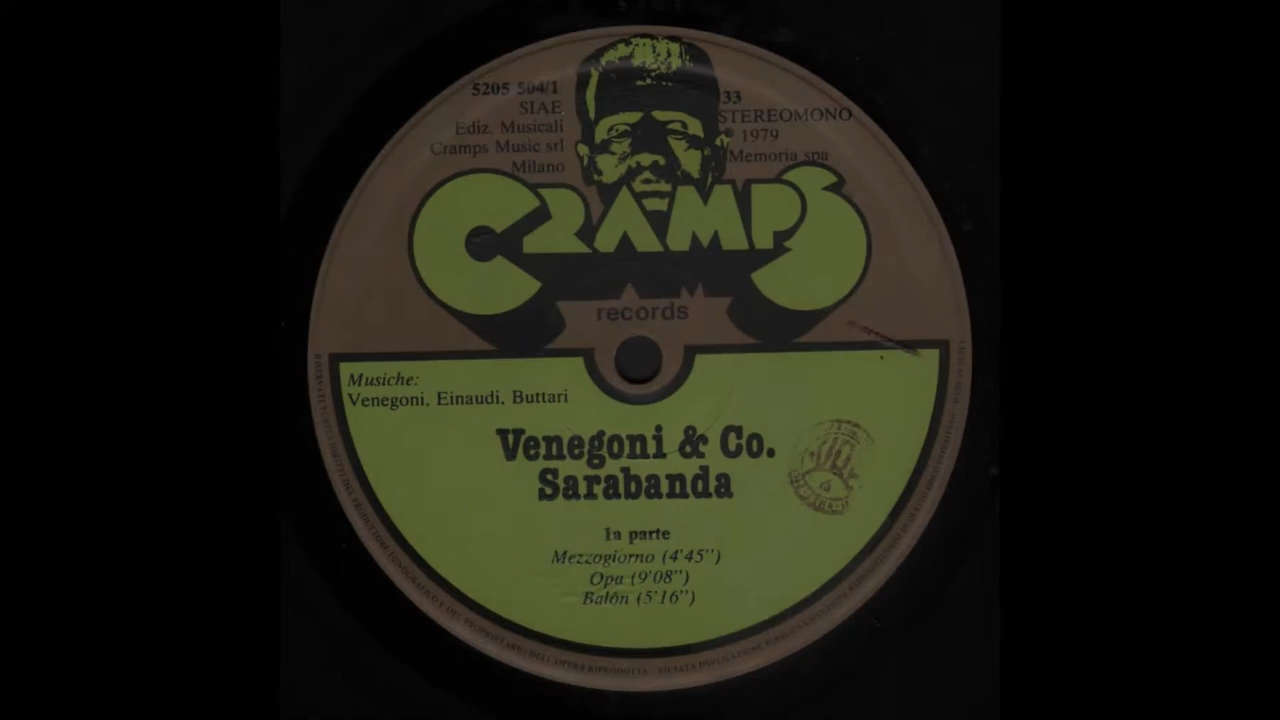 5205 504/1
SIAE
Ediz. Musicali
Cramps Music srl
Milano
33
STEREOMONO
℗ 1979
Memoria spa
CRAMPS
records
Musiche:
Venegoni, Einaudi, Buttari
Venegoni & Co.
Sarabanda
1a parte
Mezzogiorno (4'45")
Opa (9'08")
Balôn (5'16")